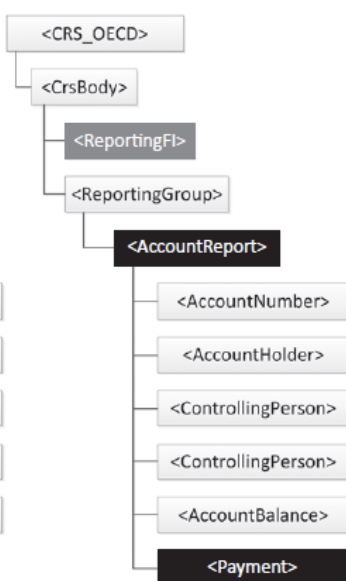 <CRS_OECD>
<CrsBody>
<ReportingFI>
<ReportingGroup>
<AccountReport>
<AccountNumber>
<AccountHolder>
<ControllingPerson>
<ControllingPerson>
<AccountBalance>
<Payment>